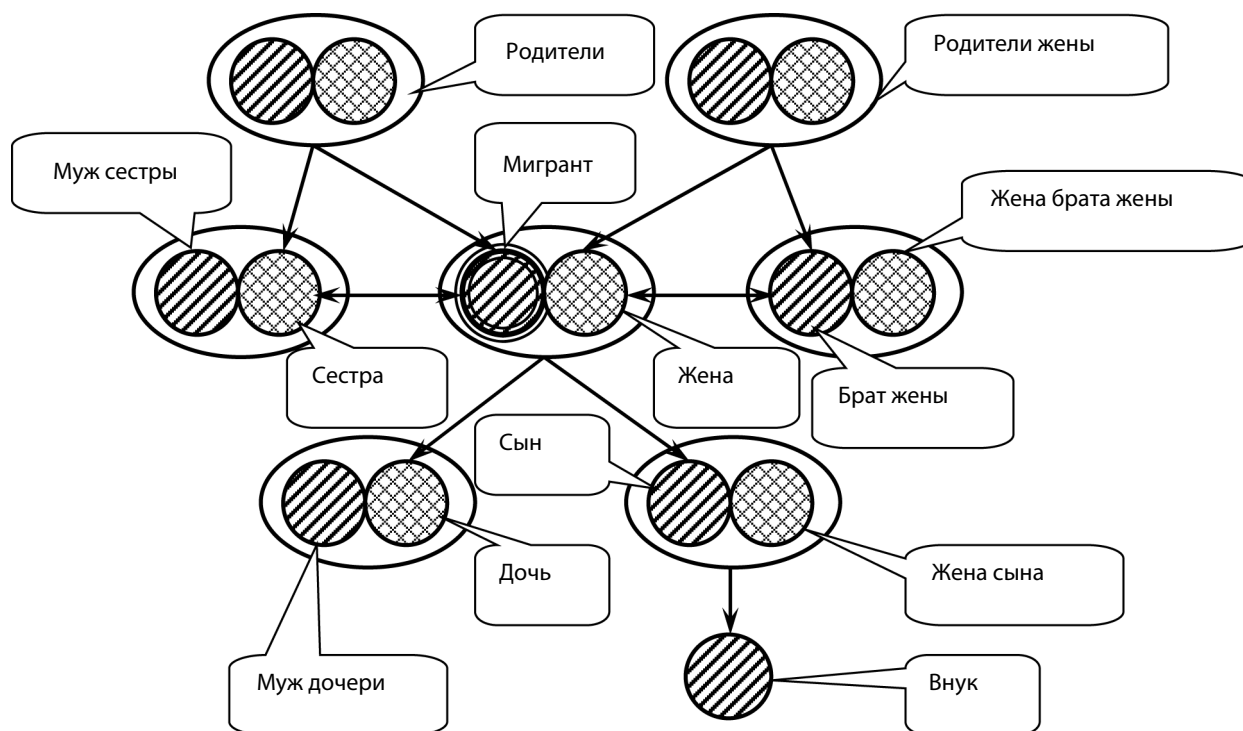 Родители
Родители жены
Муж сестры
Мигрант
Жена брата жены
Сестра
Жена
Брат жены
Сын
Дочь
Жена сына
Муж дочери
Внук